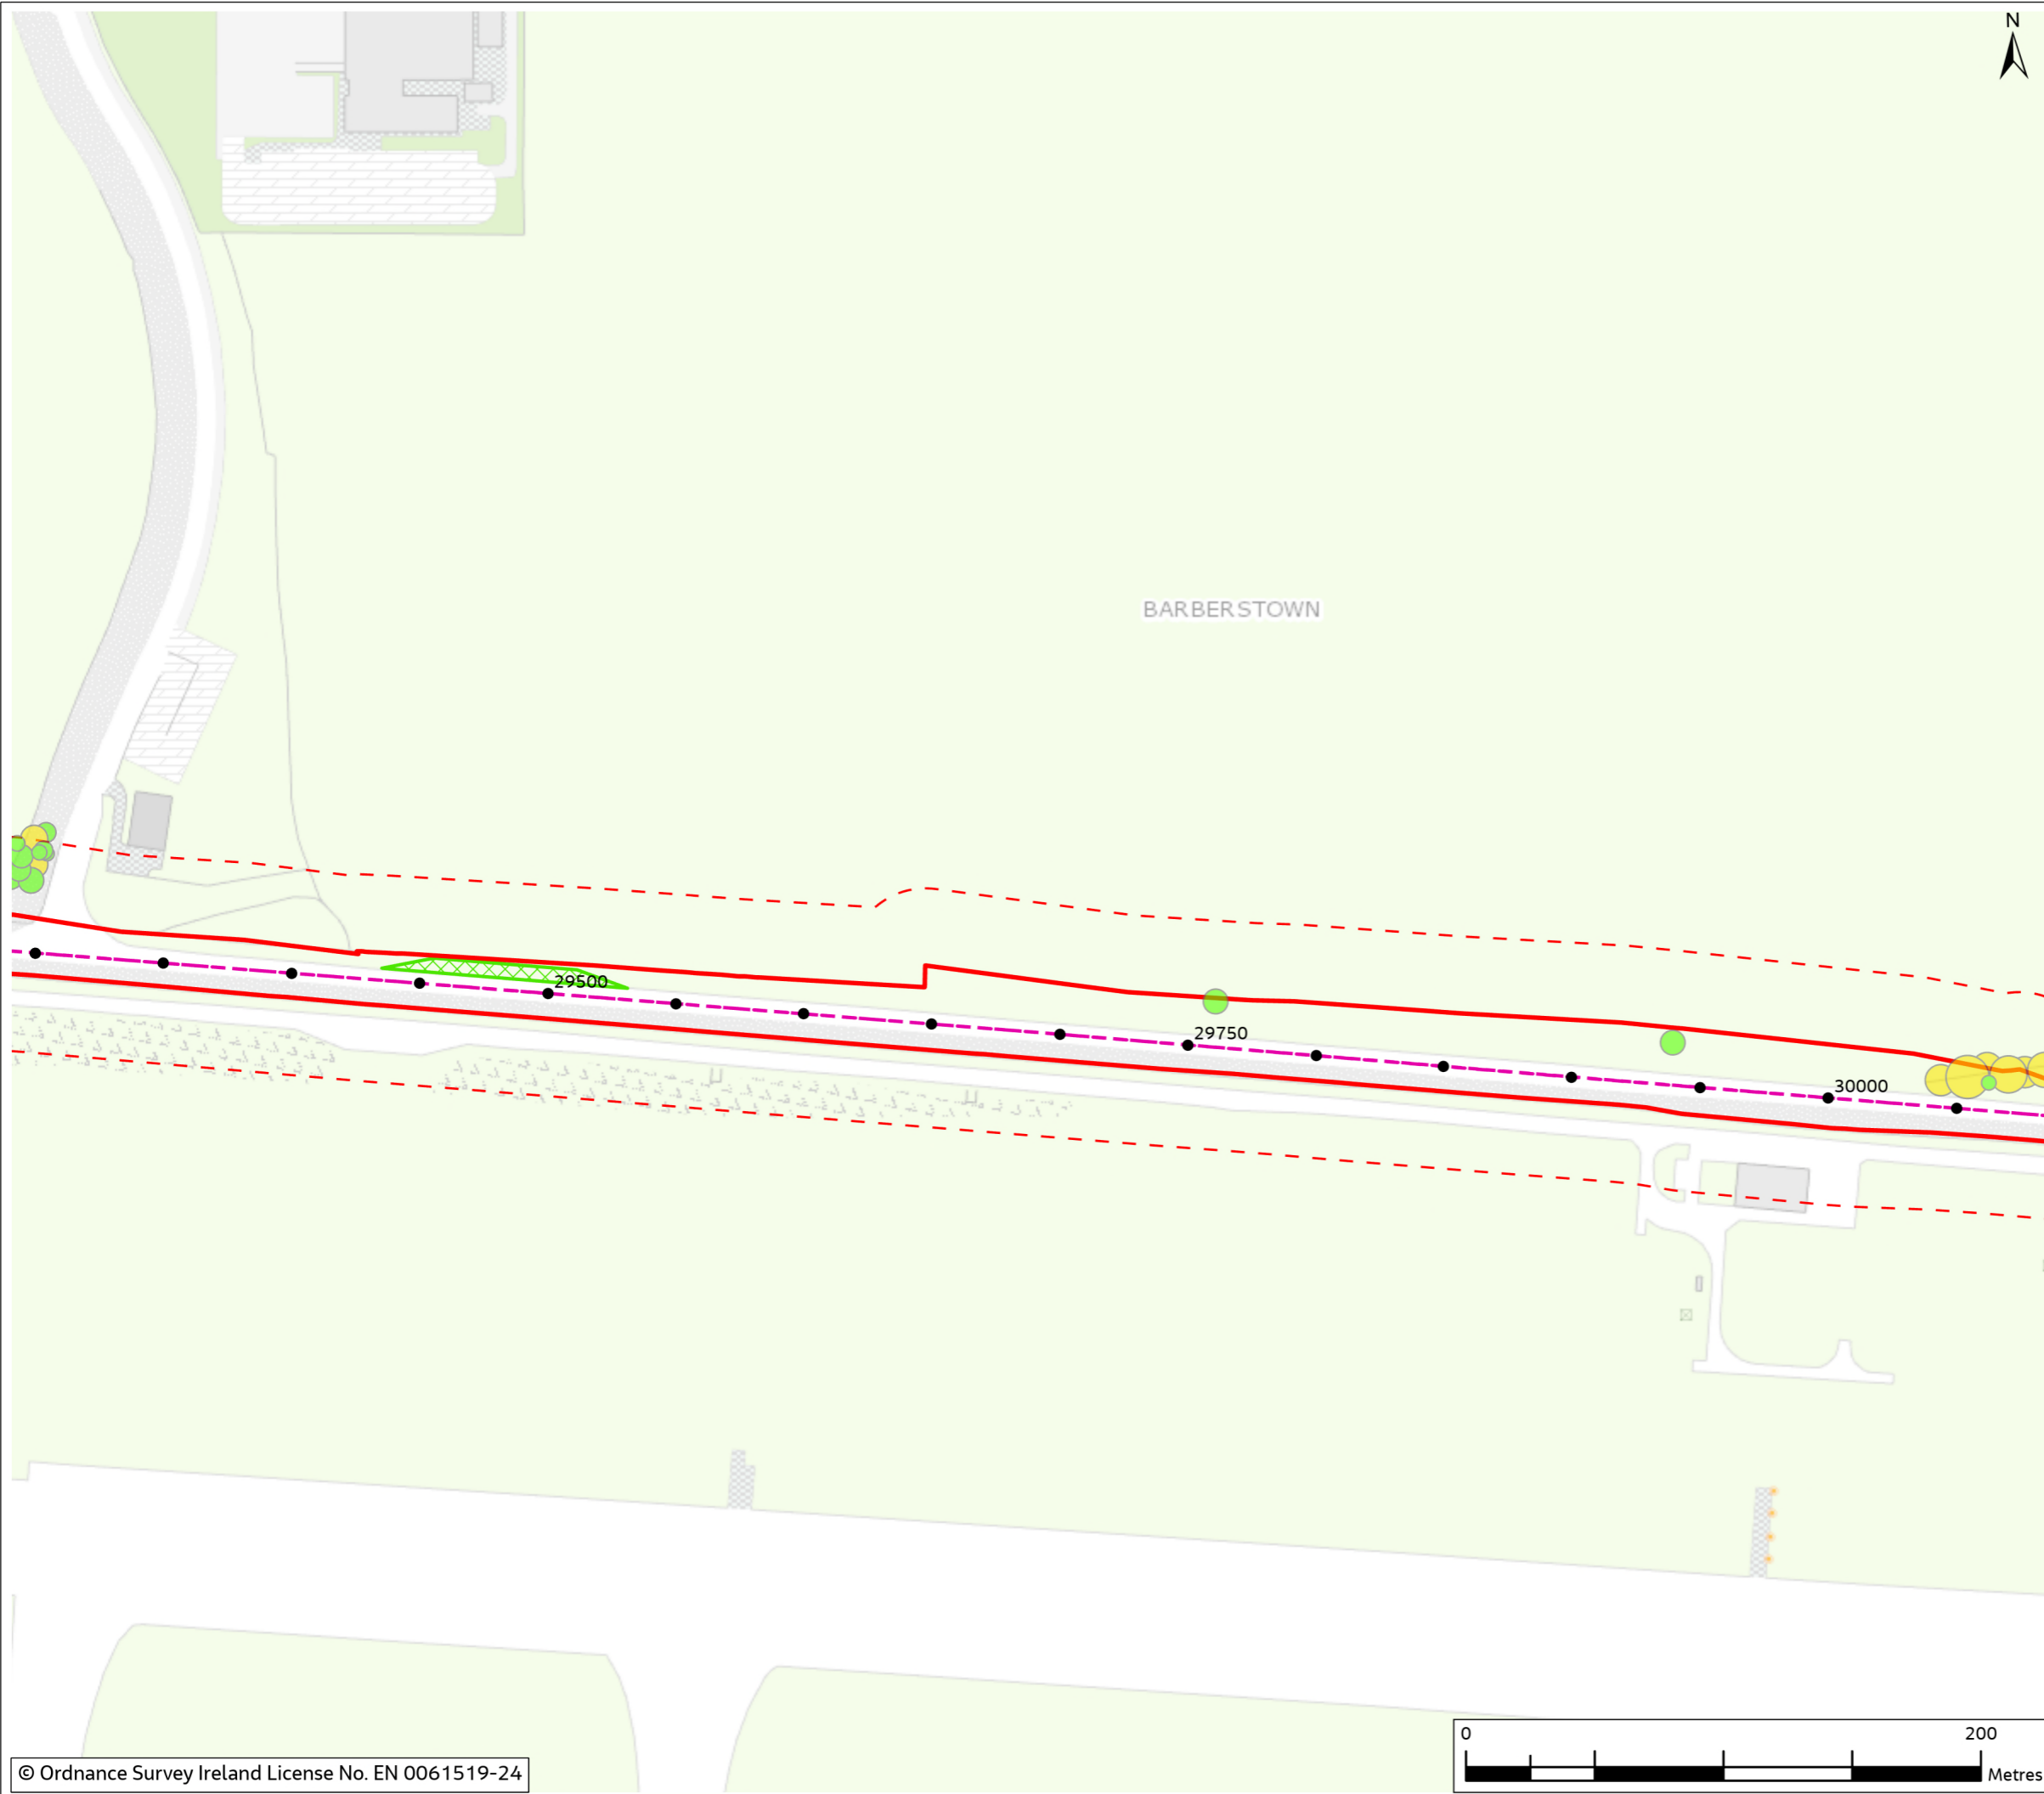 N
BARBERSTOWN
29500
29750
30000
0 200
Metres
© Ordnance Survey Ireland License No. EN 0061519-24